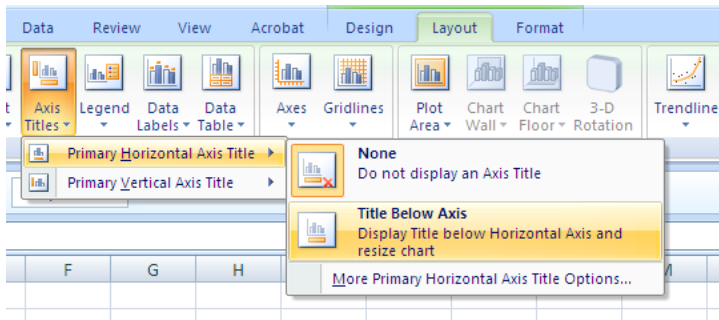 Data Review View Acrobat Design Layout Format
Axis Legend Data Data Axes Gridlines Plot Chart Chart 3-D Trendline
Titles Labels Table Area Wall Floor Rotation
Primary Horizontal Axis Title
Primary Vertical Axis Title
None
Do not display an Axis Title
Title Below Axis
Display Title below Horizontal Axis and
resize chart
More Primary Horizontal Axis Title Options...
F G H